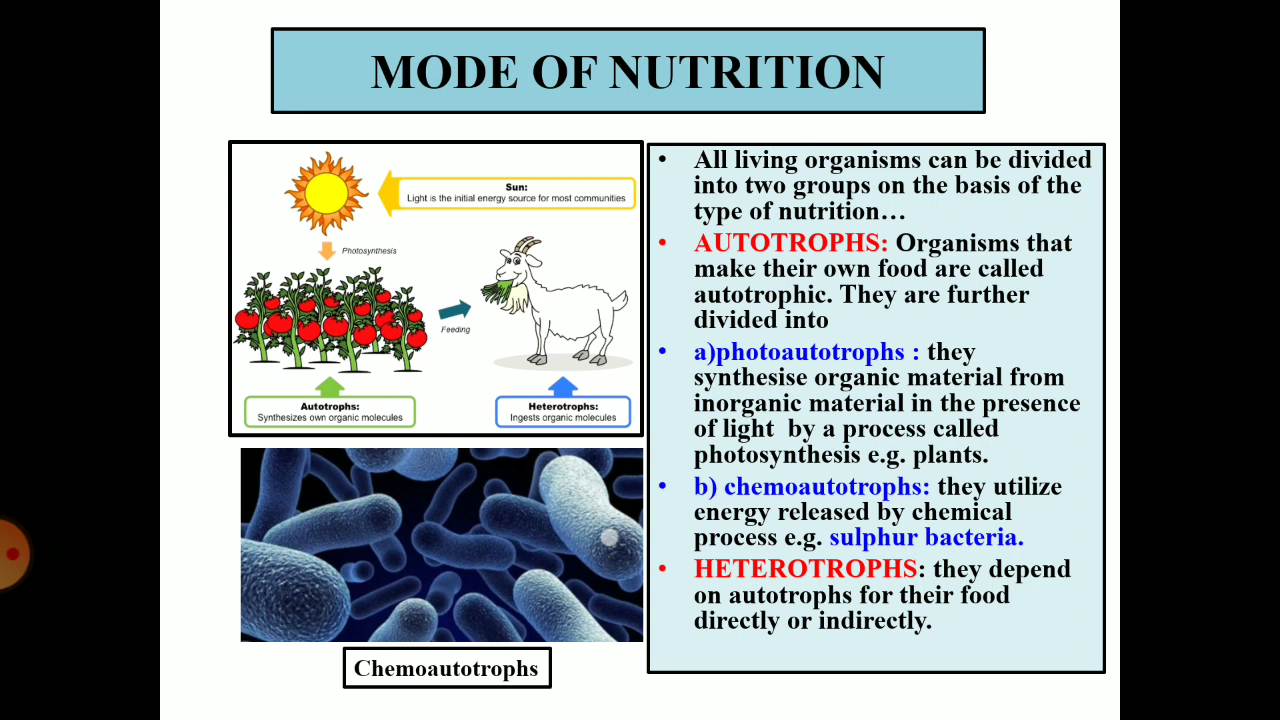 MODE OF NUTRITION
Sun:
Light is the initial energy source for most communities
Photosynthesis
Feeding
Autotrophs:
Synthesizes own organic molecules
Heterotrophs:
Ingests organic molecules
Chemoautotrophs
• All living organisms can be divided
into two groups on the basis of the
type of nutrition…
• AUTOTROPHS: Organisms that
make their own food are called
autotrophic. They are further
divided into
• a)photoautotrophs : they
synthesise organic material from
inorganic material in the presence
of light by a process called
photosynthesis e.g. plants.
• b) chemoautotrophs: they utilize
energy released by chemical
process e.g. sulphur bacteria.
• HETEROTROPHS: they depend
on autotrophs for their food
directly or indirectly.